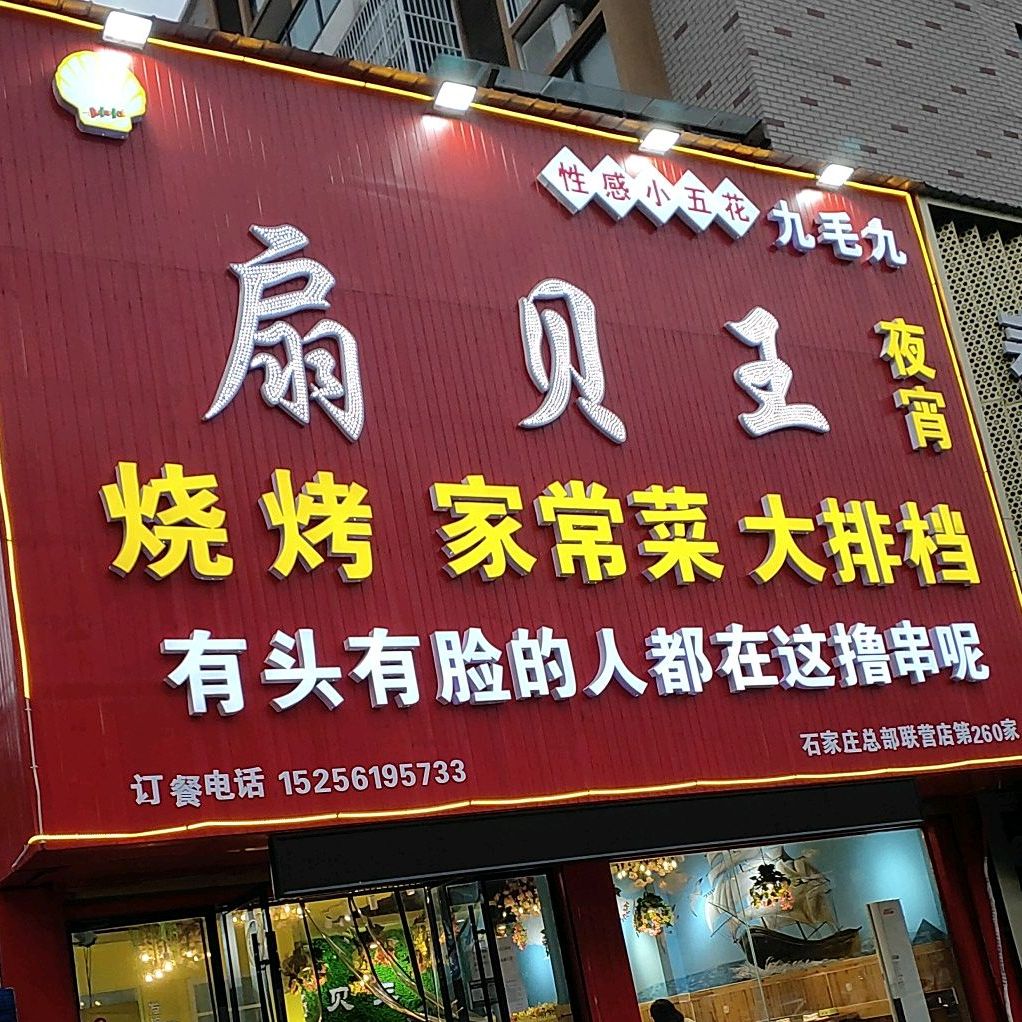 性感小五花
九毛九
扇贝王
夜宵
烧烤 家常菜 大排档
有头有脸的人都在这撸串呢
订餐电话 15256195733
石家庄总部联营店第260家
贝王